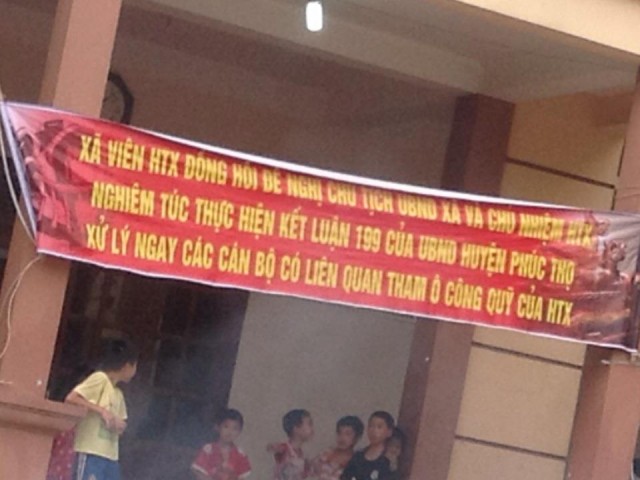 XÃ VIÊN HTX ĐỒNG HÒI ĐỀ NGHỊ CHỦ TỊCH UBND XÃ VÀ CHỦ NHIỆM HTX
NGHIÊM TÚC THỰC HIỆN KẾT LUẬN 199 CỦA UBND HUYỆN PHÚC THỌ
XỬ LÝ NGAY CÁC CÁN BỘ CÓ LIÊN QUAN THAM Ô CÔNG QUỸ CỦA HTX